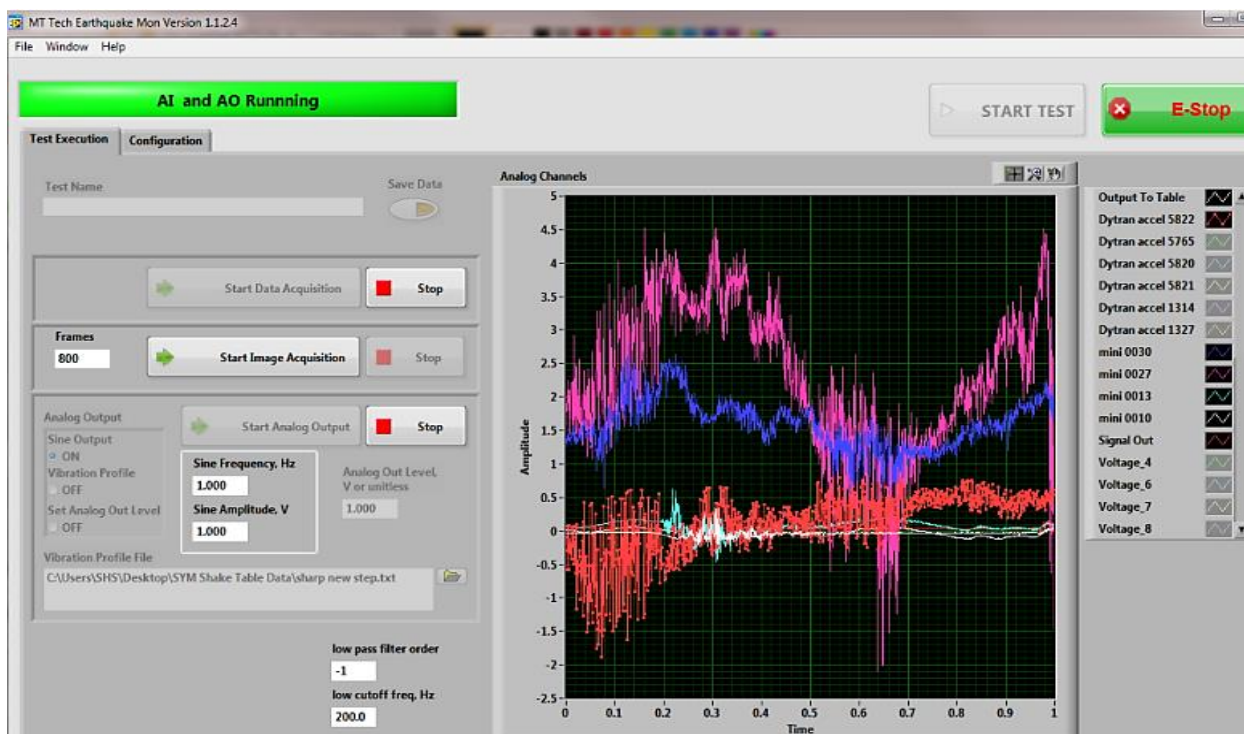 MT Tech Earthquake Mon Version 1.1.2.4
File Window Help
AI and AO Runnning
START TEST
E-Stop
Test Execution
Configuration
Test Name
Save Data
Start Data Acquisition
Stop
Frames
800
Start Image Acquisition
Stop
Analog Output
Sine Output
ON
Vibration Profile
OFF
Set Analog Out Level
OFF
Start Analog Output
Stop
Sine Frequency, Hz
1.000
Sine Amplitude, V
1.000
Analog Out Level,
V or unitless
1.000
Vibration Profile File
C:\Users\SHS\Desktop\SYM Shake Table Data\sharp new step.txt
low pass filter order
-1
low cutoff freq, Hz
200.0
Analog Channels
Amplitude
5
4.5
4
3.5
3
2.5
2
1.5
1
0.5
0
-0.5
-1
-1.5
-2
-2.5
0 0.1 0.2 0.3 0.4 0.5 0.6 0.7 0.8 0.9 1
Time
Output To Table
Dytran accel 5822
Dytran accel 5765
Dytran accel 5820
Dytran accel 5821
Dytran accel 1314
Dytran accel 1327
mini 0030
mini 0027
mini 0013
mini 0010
Signal Out
Voltage_4
Voltage_6
Voltage_7
Voltage_8